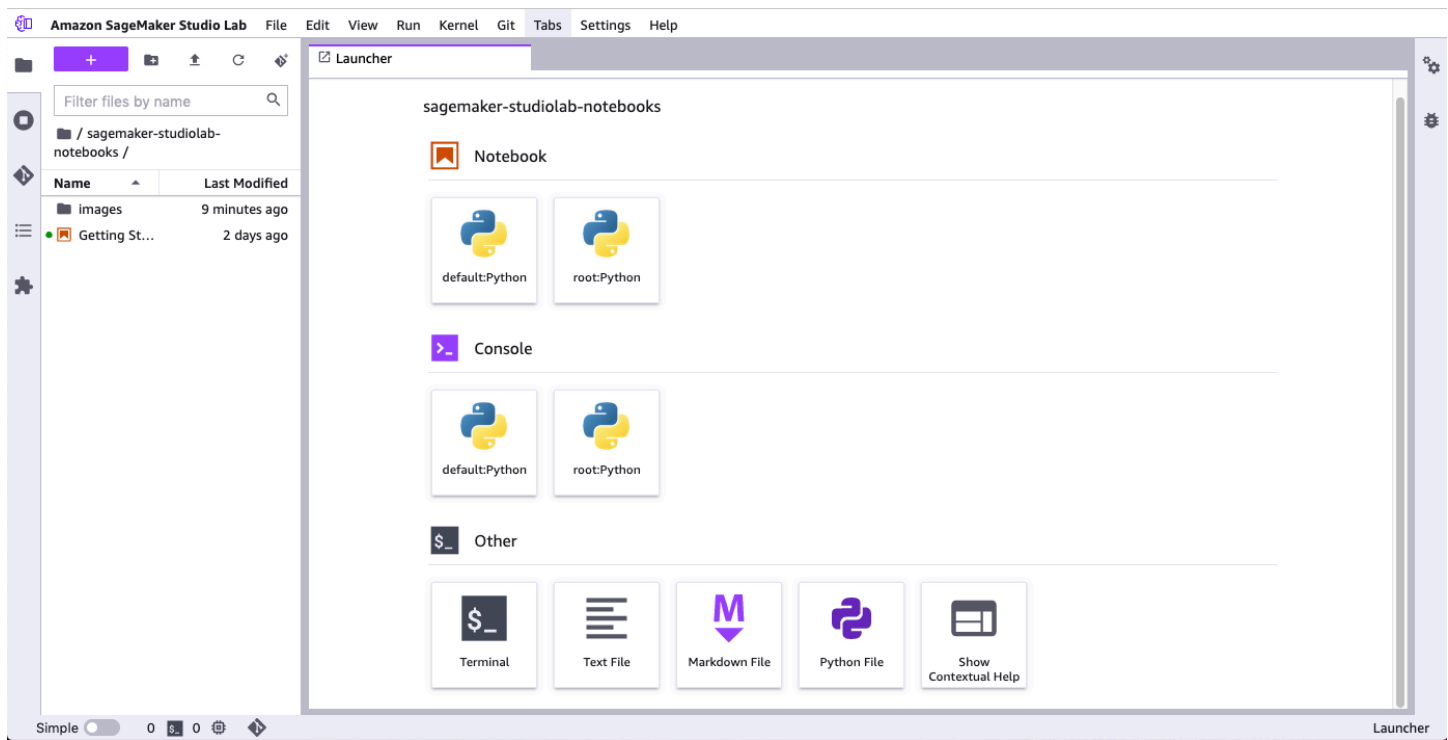 Amazon SageMaker Studio Lab File Edit View Run Kernel Git Tabs Settings Help
+
Launcher
Filter files by name
/ sagemaker-studiolab-
notebooks /
Name Last Modified
images 9 minutes ago
Getting St... 2 days ago
sagemaker-studiolab-notebooks
Notebook
default:Python root:Python
>_ Console
default:Python root:Python
$_ Other
$_ M
Terminal Text File Markdown File Python File Show
Contextual Help
Simple 0 $_ 0 Launcher